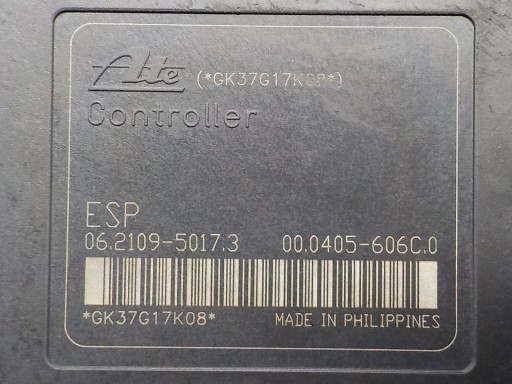 Ate (*GK37G17K08*)
Controller
ESP
06.2109-5017.3 00.0405-606C.0
*GK37G17K08* MADE IN PHILIPPINES